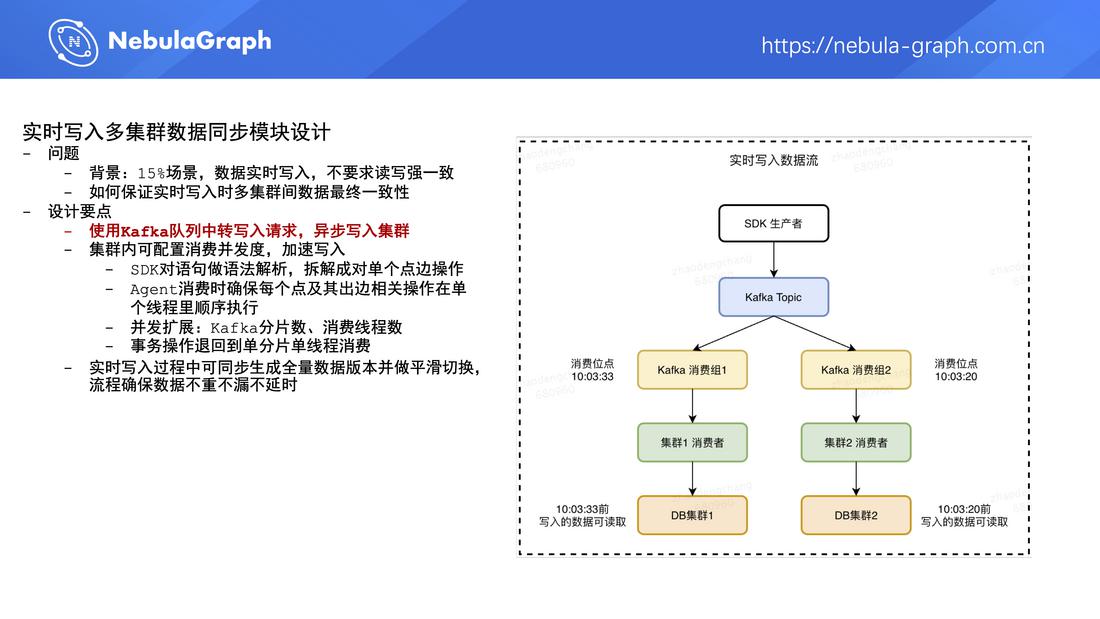 NebulaGraph
https://nebula-graph.com.cn
实时写入多集群数据同步模块设计
- 问题
- 背景：15%场景，数据实时写入，不要求读写强一致
- 如何保证实时写入时多集群间数据最终一致性
- 设计要点
- 使用Kafka队列中转写入请求，异步写入集群
- 集群内可配置消费并发度，加速写入
- SDK对语句做语法解析，拆解成对单个点边操作
- Agent消费时确保每个点及其出边相关操作在单
个线程里顺序执行
- 并发扩展：Kafka分片数、消费线程数
- 事务操作退回到单分片单线程消费
- 实时写入过程中可同步生成全量数据版本并做平滑切换，
流程确保数据不重不漏不延时
实时写入数据流
SDK 生产者
Kafka Topic
消费位点
10:03:33
Kafka 消费组1
Kafka 消费组2
消费位点
10:03:20
集群1 消费者
集群2 消费者
10:03:33前
写入的数据可读取
DB集群1
DB集群2
10:03:20前
写入的数据可读取
zhaodengchang
680960